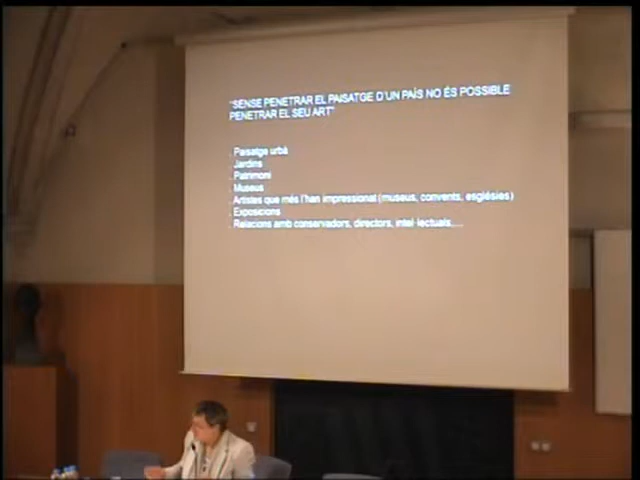 "SENSE PENETRAR EL PAISATGE D'UN PAÍS NO ÉS POSSIBLE
PENETRAR EL SEU ART"
. Paisatge urbà
. Jardins
. Patrimoni
. Museus
. Artistes que més l'han impressionat (museus, convents, esglésies)
. Exposicions
. Relacions amb conservadors, directors, intel·lectuals....